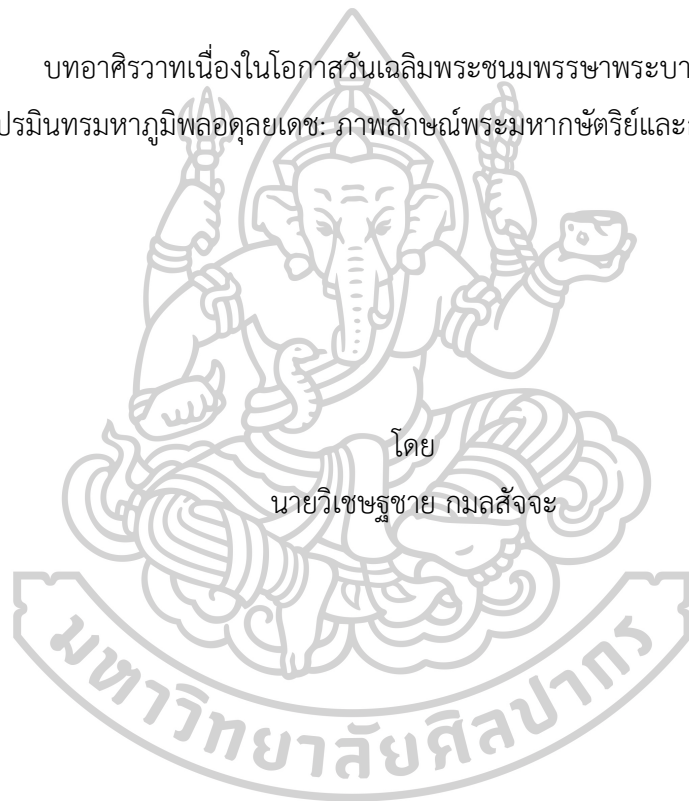 บทอาศิรวาทเนื่องในโอกาสวันเฉลิมพระชนมพรรษาพระบา
ปรมินทรมหาภูมิพลอดุลยเดช: ภาพลักษณ์พระมหากษัตริย์และ
โดย
นายวิเชษฐชาย กมลสัจจะ
มหาวิทยาลัยศิลปากร